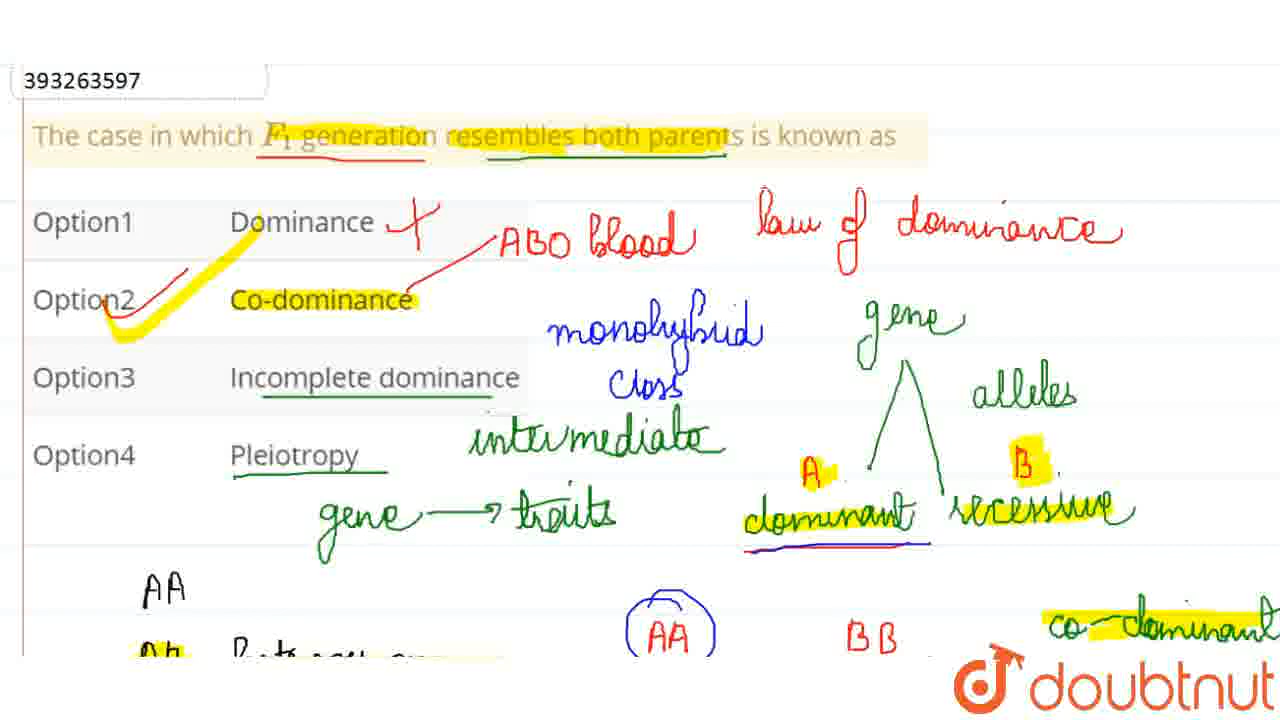 393263597
The case in which F₁ generation resembles both parents is known as
Option1 Dominance
ABO blood
law of dominance
Option2 Co-dominance
monohybrid
gene
Option3 Incomplete dominance
alleles
intermediate
Option4 Pleiotropy
A B
gene → traits
dominant recessive
AA
AA BB
co-dominant
doubtnut